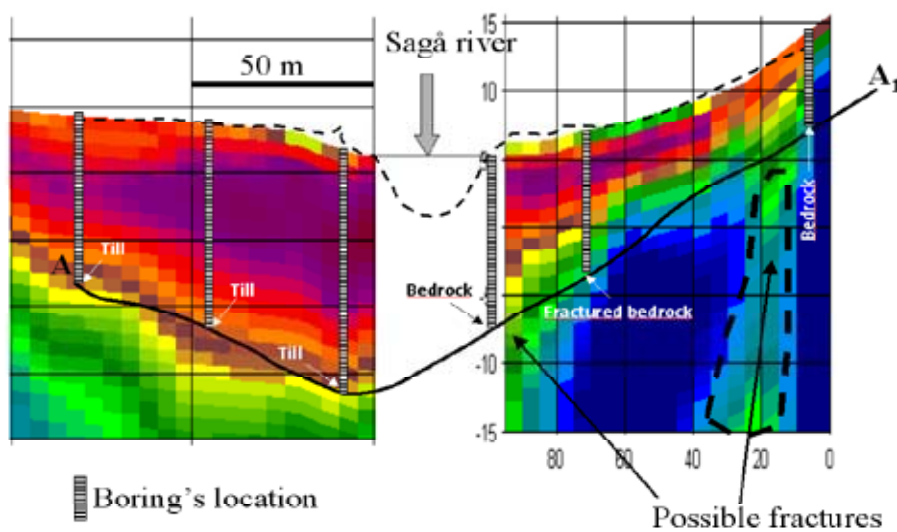 Sagå river
50 m
15
10
-5
-10
-15
80
60
40
20
0
A
A1
Till
Till
Till
Bedrock
Fractured bedrock
Bedrock
Boring's location
Possible fractures